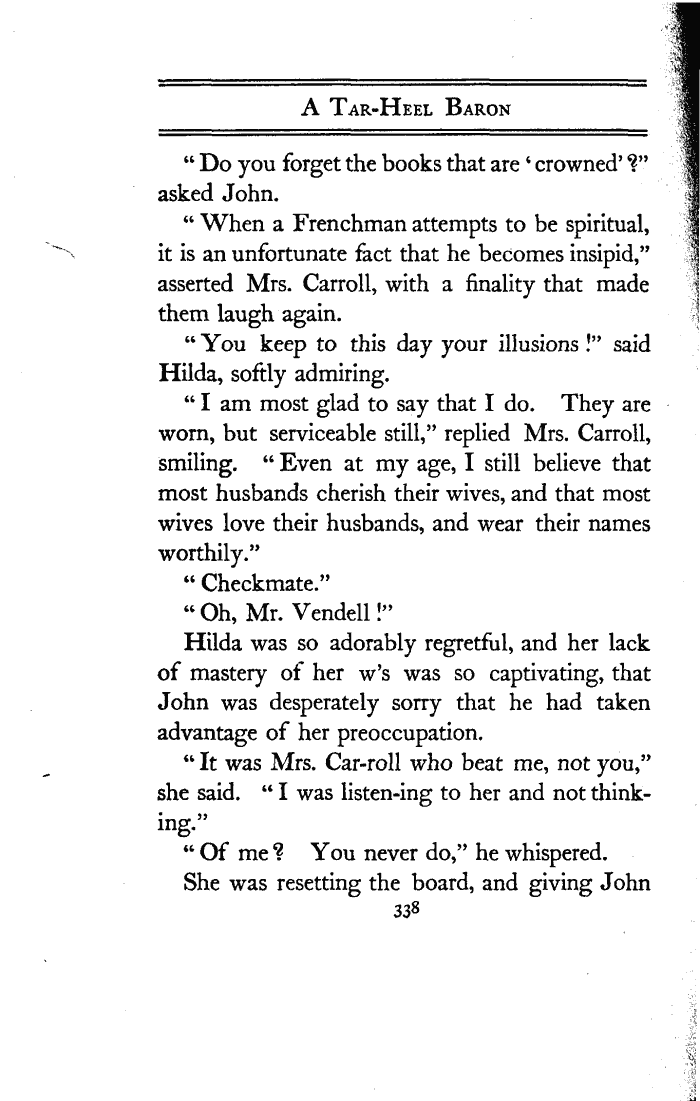 A Tar-Heel Baron
“Do you forget the books that are ‘crowned’?”
asked John.
“When a Frenchman attempts to be spiritual,
it is an unfortunate fact that he becomes insipid,”
asserted Mrs. Carroll, with a finality that made
them laugh again.
“You keep to this day your illusions!” said
Hilda, softly admiring.
“I am most glad to say that I do. They are
worn, but serviceable still,” replied Mrs. Carroll,
smiling. “Even at my age, I still believe that
most husbands cherish their wives, and that most
wives love their husbands, and wear their names
worthily.”
“Checkmate.”
“Oh, Mr. Vendell!”
Hilda was so adorably regretful, and her lack
of mastery of her w’s was so captivating, that
John was desperately sorry that he had taken
advantage of her preoccupation.
“It was Mrs. Car-roll who beat me, not you,”
she said. “I was listen-ing to her and not think-
ing.”
“Of me? You never do,” he whispered.
She was resetting the board, and giving John
338